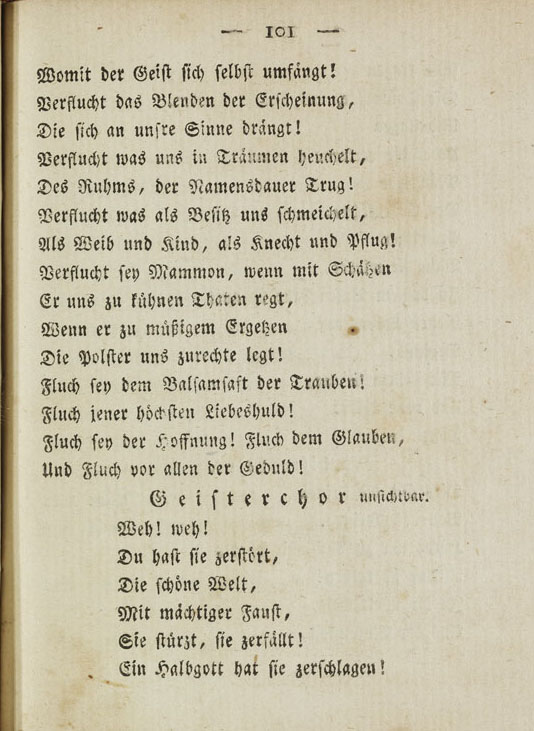 — 101 —
Womit der Geist sich selbst umfängt!
Verflucht das Blenden der Erscheinung,
Die sich an unsre Sinne drängt!
Verflucht was uns in Träumen heuchelt,
Des Ruhms, der Namensdauer Trug!
Verflucht was als Besitz uns schmeichelt,
Als Weib und Kind, als Knecht und Pflug!
Verflucht sey Mammon, wenn mit Schätzen
Er uns zu kühnen Thaten regt,
Wenn er zu müßigem Ergetzen
Die Polster uns zurechte legt!
Fluch sey dem Balsamsaft der Trauben!
Fluch jener höchsten Liebeshuld!
Fluch sey der Hoffnung! Fluch dem Glauben,
Und Fluch vor allen der Geduld!
Geisterchor unsichtbar.
Weh! weh!
Du hast sie zerstört,
Die schöne Welt,
Mit mächtiger Faust,
Sie stürzt, sie zerfällt!
Ein Halbgott hat sie zerschlagen!